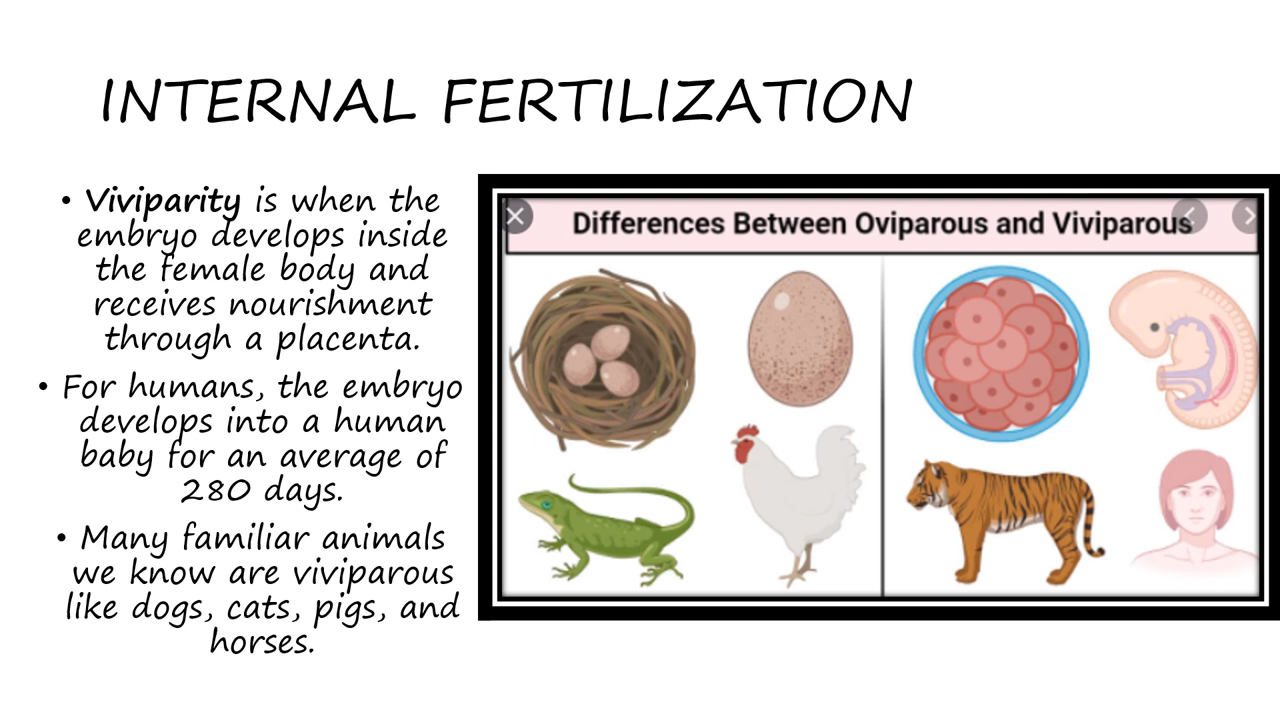 INTERNAL FERTILIZATION
• Viviparity is when the
embryo develops inside
the female body and
receives nourishment
through a placenta.
• For humans, the embryo
develops into a human
baby for an average of
280 days.
• Many familiar animals
we know are viviparous
like dogs, cats, pigs, and
horses.
Differences Between Oviparous and Viviparous